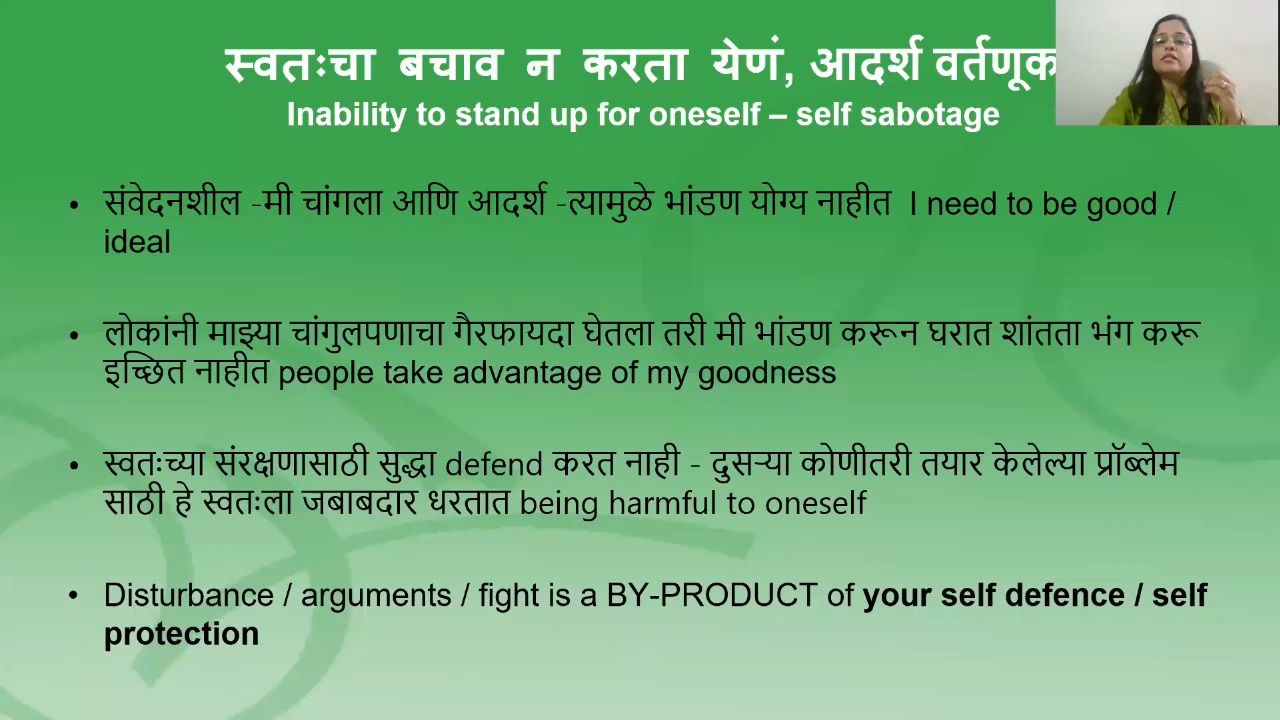 स्वतःचा बचाव न करता येणं, आदर्श वर्तणूक
Inability to stand up for oneself – self sabotage
• संवेदनशील -मी चांगला आणि आदर्श -त्यामुळे भांडण योग्य नाहीत I need to be good /
ideal
• लोकांनी माझ्या चांगुलपणाचा गैरफायदा घेतला तरी मी भांडण करून घरात शांतता भंग करू
इच्छित नाहीत people take advantage of my goodness
• स्वतःच्या संरक्षणासाठी सुद्धा defend करत नाही - दुसऱ्या कोणीतरी तयार केलेल्या प्रॉब्लेम
साठी हे स्वतःला जबाबदार धरतात being harmful to oneself
• Disturbance / arguments / fight is a BY-PRODUCT of your self defence / self
protection